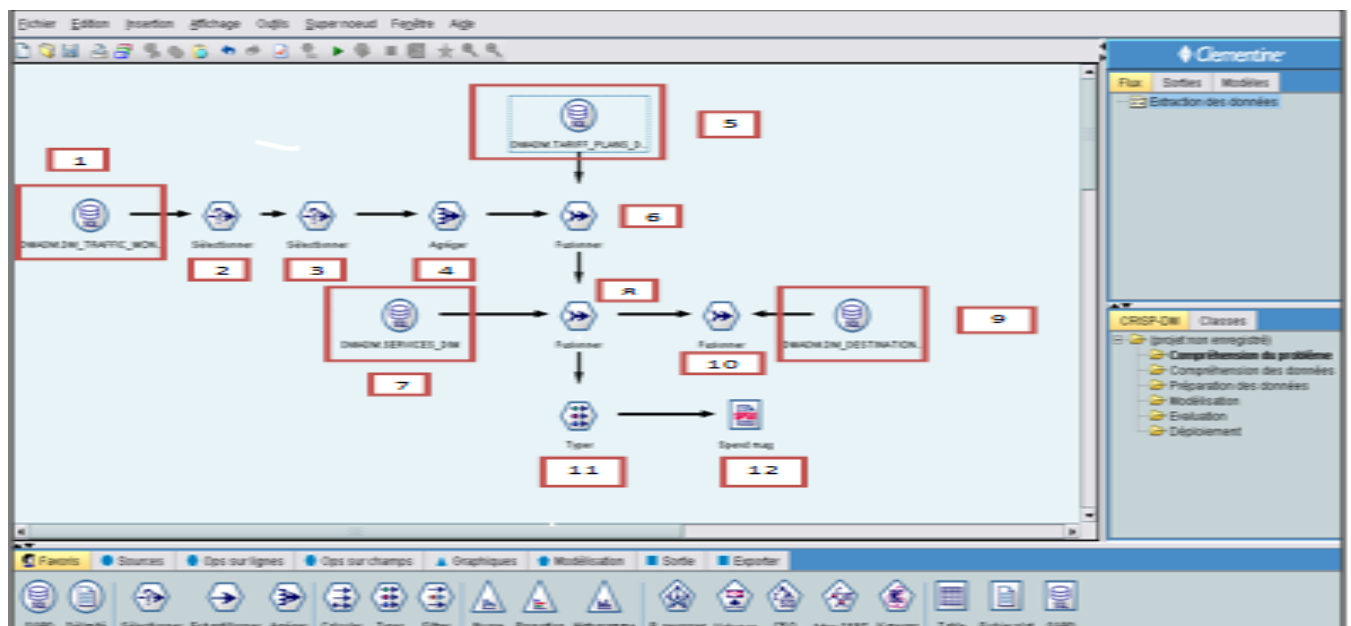 Fichier Edition Insertion Affichage Outils Supernoeud Fenêtre Aide
Clementine
Flux Sorties Modèles
Extraction des données
5
DWADM.TARIFF_PLANS_D...
1
DWADM.DM_TRAFFIC_MON...
Sélectionner
Sélectionner
Agréger
Fusionner
6
2
3
4
8
DWADM.SERVICES_DIM
Fusionner
Fusionner
DWADM.DM_DESTINATION...
9
7
10
CRISP-DM Classes
(projet non enregistré)
Compréhension du problème
Compréhension des données
Préparation des données
Modélisation
Evaluation
Déploiement
Typer
Spend mag
11
12
Favoris Sources Ops sur lignes Ops sur champs Graphiques Modélisation Sortie Exporter